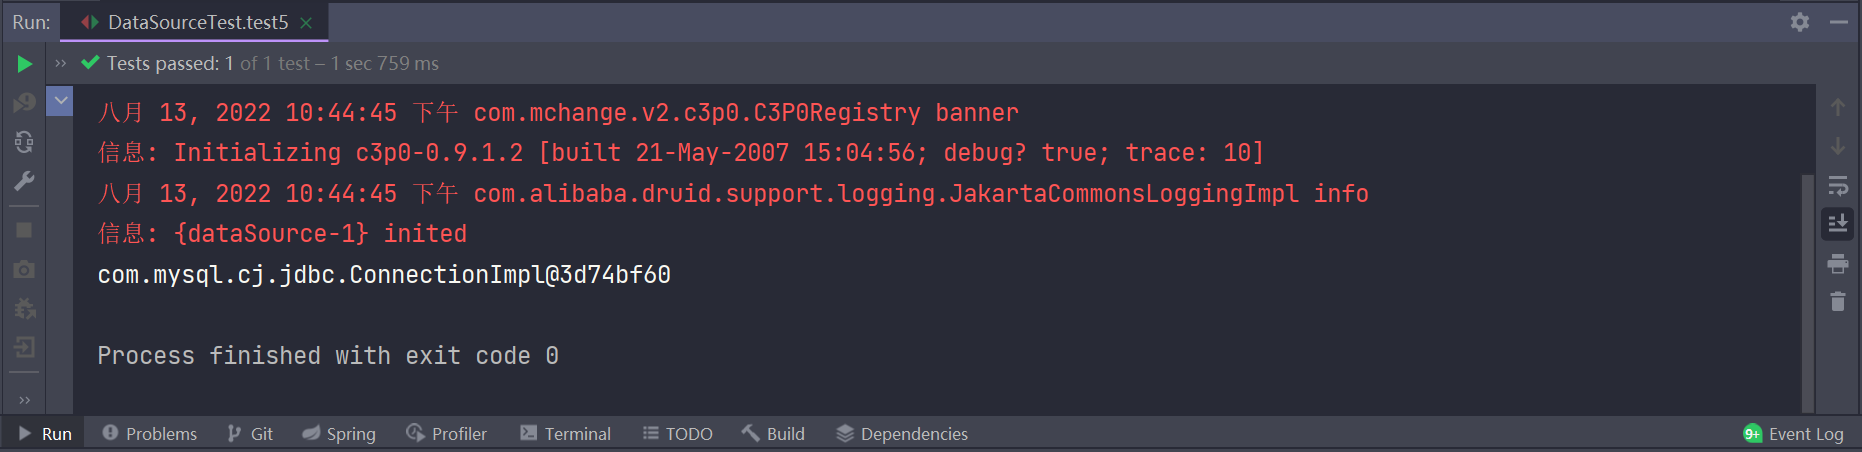 Run: DataSourceTest.test5
Tests passed: 1 of 1 test – 1 sec 759 ms
八月 13, 2022 10:44:45 下午 com.mchange.v2.c3p0.C3P0Registry banner
信息: Initializing c3p0-0.9.1.2 [built 21-May-2007 15:04:56; debug? true; trace: 10]
八月 13, 2022 10:44:45 下午 com.alibaba.druid.support.logging.JakartaCommonsLoggingImpl info
信息: {dataSource-1} inited
com.mysql.cj.jdbc.ConnectionImpl@3d74bf60
Process finished with exit code 0
Run Problems Git Spring Profiler Terminal TODO Build Dependencies 9+ Event Log